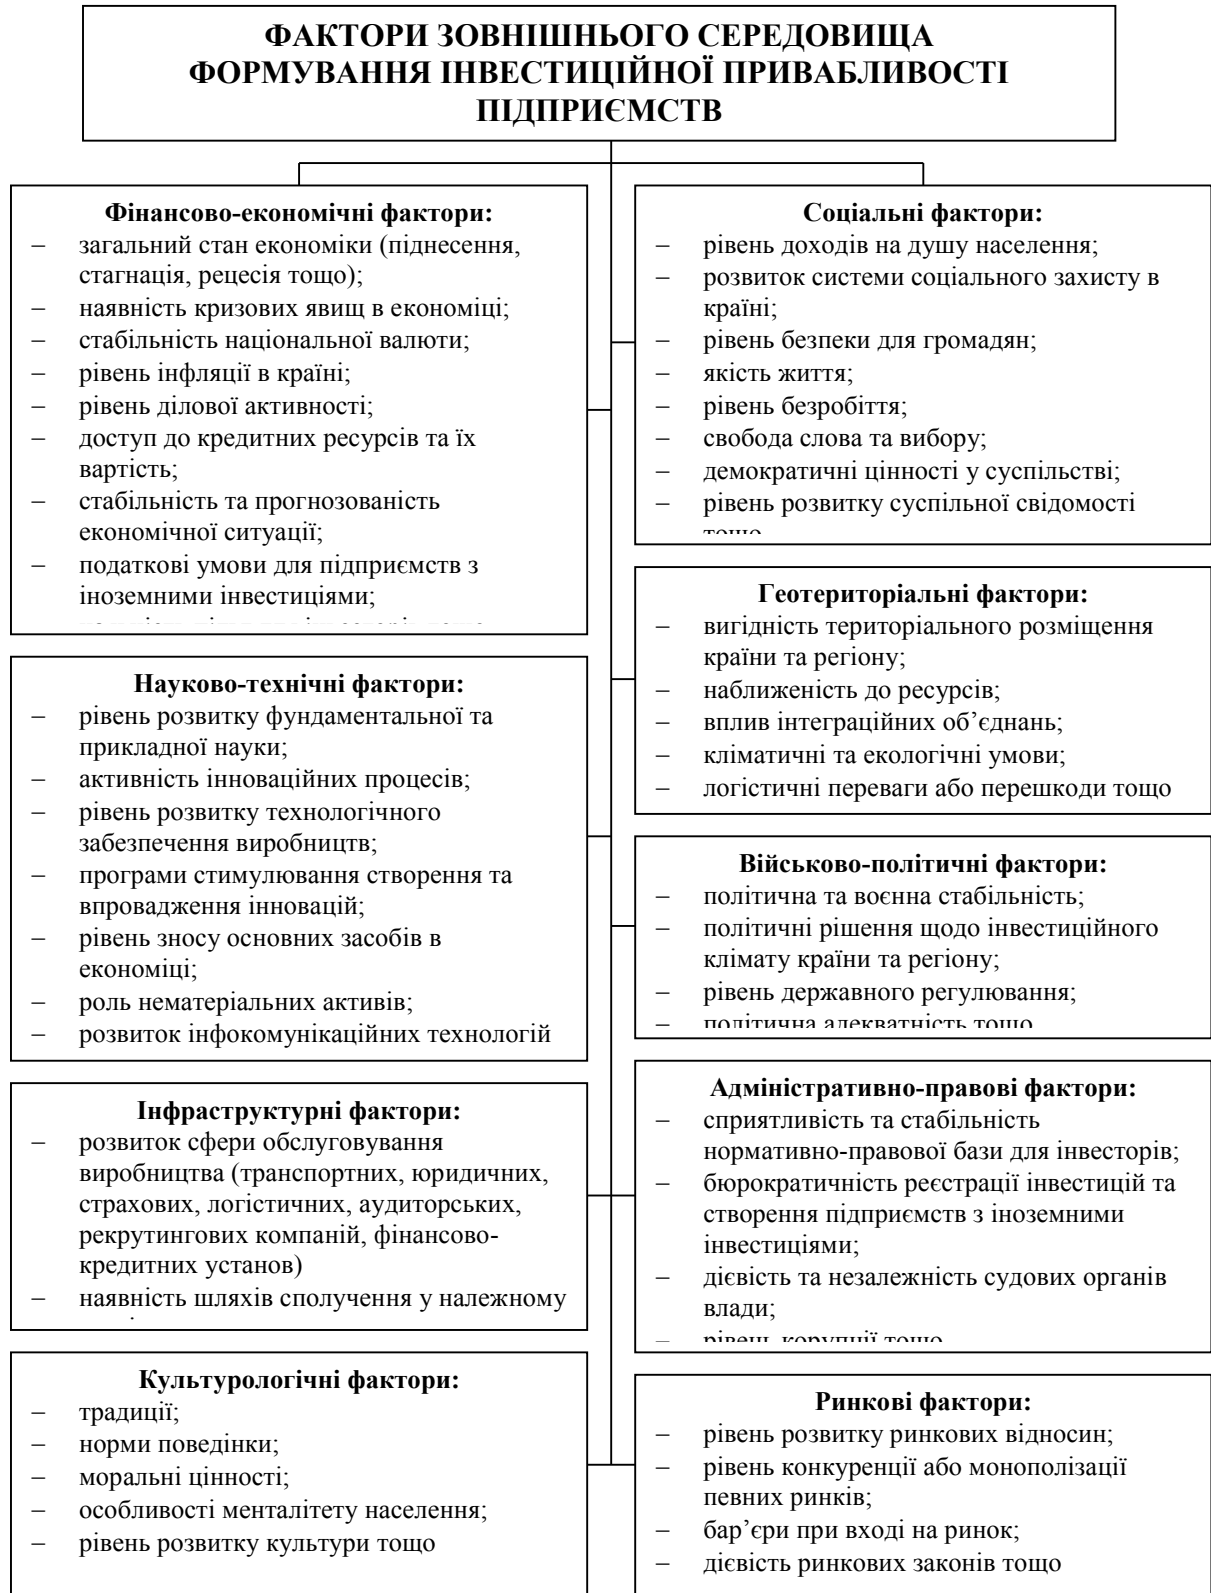 ФАКТОРИ ЗОВНІШНЬОГО СЕРЕДОВИЩА
ФОРМУВАННЯ ІНВЕСТИЦІЙНОЇ ПРИВАБЛИВОСТІ
ПІДПРИЄМСТВ
Фінансово-економічні фактори:
– загальний стан економіки (піднесення,
стагнація, рецесія тощо);
– наявність кризових явищ в економіці;
– стабільність національної валюти;
– рівень інфляції в країні;
– рівень ділової активності;
– доступ до кредитних ресурсів та їх
вартість;
– стабільність та прогнозованість
економічної ситуації;
– податкові умови для підприємств з
іноземними інвестиціями;
Науково-технічні фактори:
– рівень розвитку фундаментальної та
прикладної науки;
– активність інноваційних процесів;
– рівень розвитку технологічного
забезпечення виробництв;
– програми стимулювання створення та
впровадження інновацій;
– рівень зносу основних засобів в
економіці;
– роль нематеріальних активів;
– розвиток інфокомунікаційних технологій
Інфраструктурні фактори:
– розвиток сфери обслуговування
виробництва (транспортних, юридичних,
страхових, логістичних, аудиторських,
рекрутингових компаній, фінансово-
кредитних установ)
– наявність шляхів сполучення у належному
Культурологічні фактори:
– традиції;
– норми поведінки;
– моральні цінності;
– особливості менталітету населення;
– рівень розвитку культури тощо
Соціальні фактори:
– рівень доходів на душу населення;
– розвиток системи соціального захисту в
країні;
– рівень безпеки для громадян;
– якість життя;
– рівень безробіття;
– свобода слова та вибору;
– демократичні цінності у суспільстві;
– рівень розвитку суспільної свідомості
тощо
Геотериторіальні фактори:
– вигідність територіального розміщення
країни та регіону;
– наближеність до ресурсів;
– вплив інтеграційних об’єднань;
– кліматичні та екологічні умови;
– логістичні переваги або перешкоди тощо
Військово-політичні фактори:
– політична та воєнна стабільність;
– політичні рішення щодо інвестиційного
клімату країни та регіону;
– рівень державного регулювання;
– політична адекватність тощо
Адміністративно-правові фактори:
– сприятливість та стабільність
нормативно-правової бази для інвесторів;
– бюрократичність реєстрації інвестицій та
створення підприємств з іноземними
інвестиціями;
– дієвість та незалежність судових органів
влади;
– рівень корупції тощо
Ринкові фактори:
– рівень розвитку ринкових відносин;
– рівень конкуренції або монополізації
певних ринків;
– бар’єри при вході на ринок;
– дієвість ринкових законів тощо